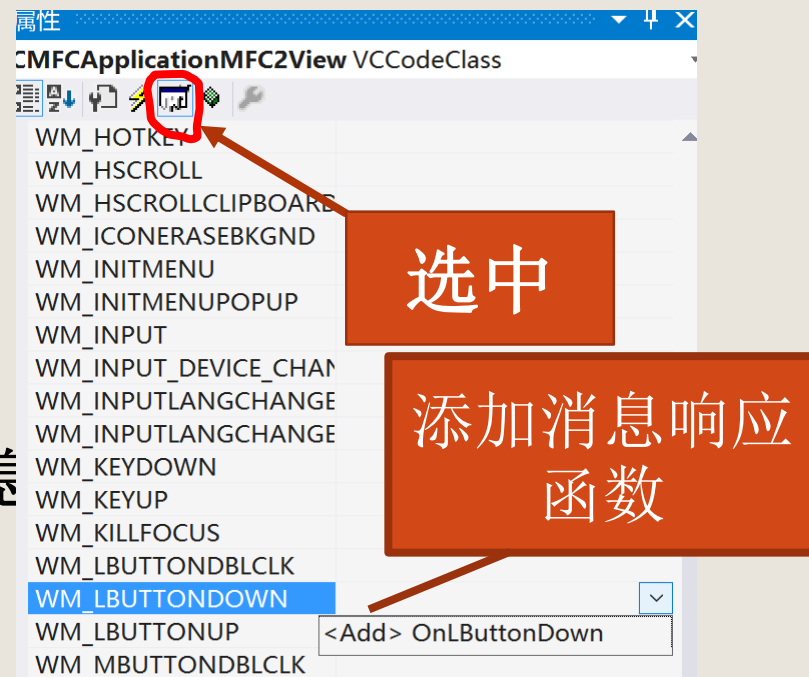 属性
CMFCApplicationMFC2View VCCodeClass
WM_HOTKEY
WM_HSCROLL
WM_HSCROLLCLIPBOARD
WM_ICONERASEBKGND
WM_INITMENU
WM_INITMENUPOPUP
WM_INPUT
WM_INPUT_DEVICE_CHAN
WM_INPUTLANGCHANGE
WM_INPUTLANGCHANGE
WM_KEYDOWN
WM_KEYUP
WM_KILLFOCUS
WM_LBUTTONDBLCLK
WM_LBUTTONDOWN
WM_LBUTTONUP
<Add> OnLButtonDown
WM_MBUTTONDBLCLK
选中
添加消息响应
函数